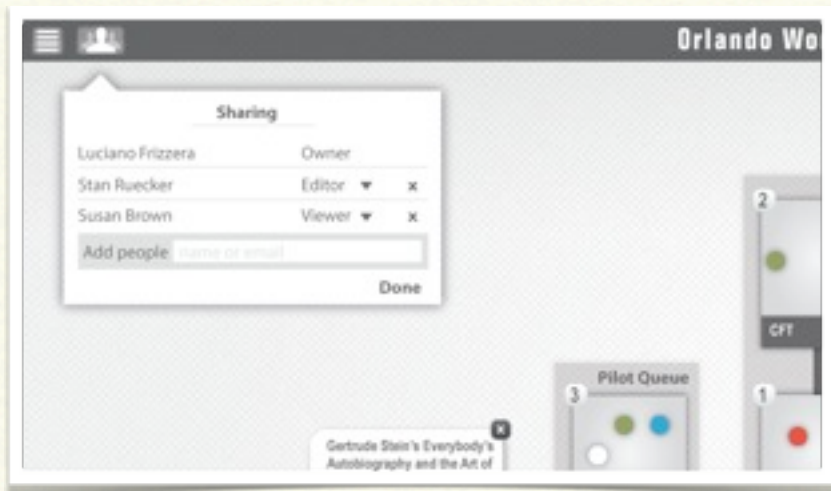 Orlando Wo
Sharing
Luciano Frizzera Owner
Stan Ruecker Editor x
Susan Brown Viewer x
Add people name or email
Done
2
CFT
Pilot Queue
3
1
x
Gertrude Stein's Everybody's
Autobiography and the Art of